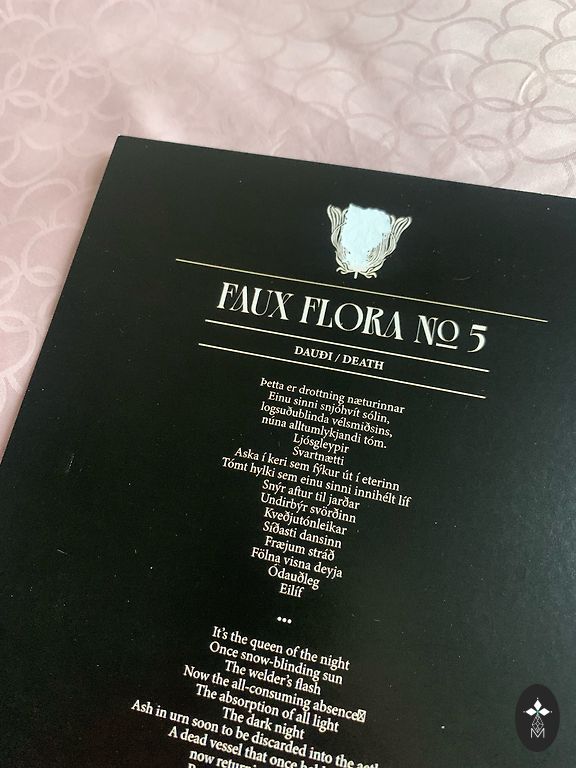 FAUX FLORA NO 5
DAUÐI / DEATH
Þetta er drottning næturinnar
Einu sinni snjóhvít sólin,
logsuðublinda vélsmiðsins,
núna alltumlykjandi tóm.
Ljósgleypir
Svartnætti
Aska í keri sem fýkur út í eterinn
Tómt hylki sem einu sinni innihélt líf
Snýr aftur til jarðar
Undirbýr svörðinn
Kveðjutónleikar
Síðasti dansinn
Fræjum stráð
Fölna visna deyja
Ódauðleg
Eilíf
•••
It's the queen of the night
Once snow-blinding sun
The welder's flash
Now the all-consuming absence
The absorption of all light
The dark night
Ash in urn soon to be discarded into the
A dead vessel that once
now
M